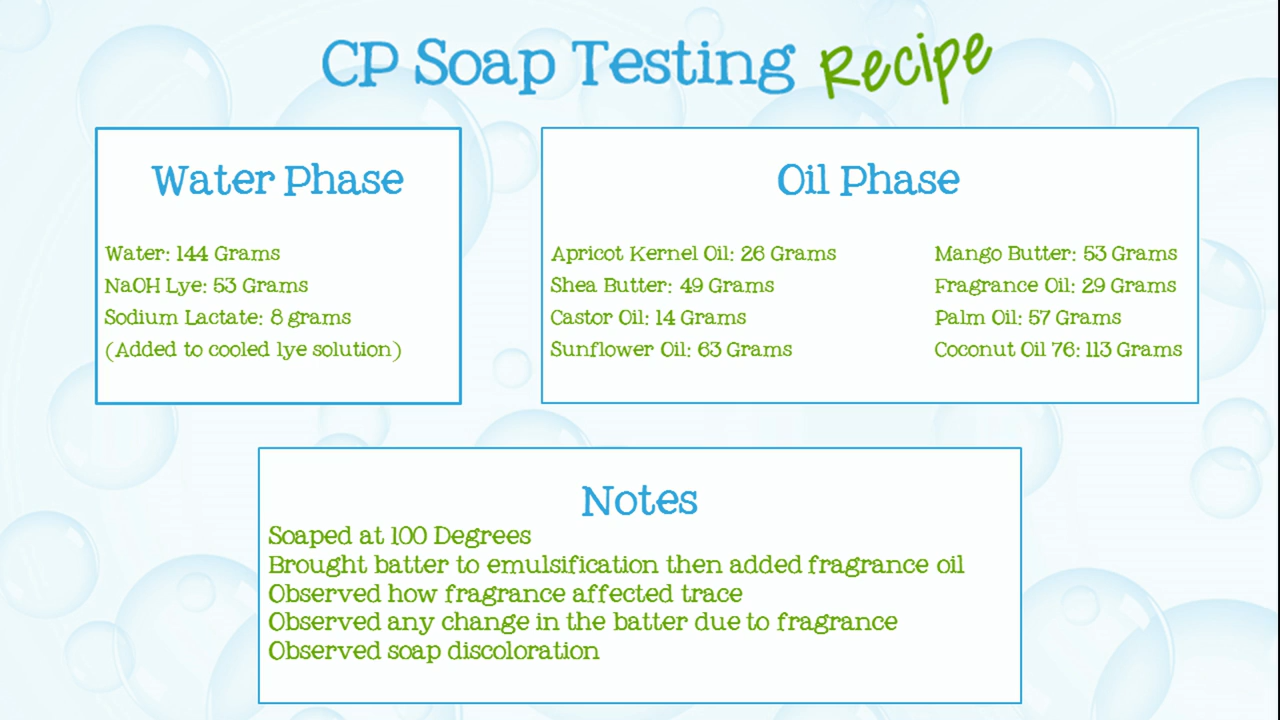 CP Soap Testing Recipe
Water Phase
Water: 144 Grams
NaOH Lye: 53 Grams
Sodium Lactate: 8 grams
(Added to cooled lye solution)
Oil Phase
Apricot Kernel Oil: 26 Grams
Shea Butter: 49 Grams
Castor Oil: 14 Grams
Sunflower Oil: 63 Grams
Mango Butter: 53 Grams
Fragrance Oil: 29 Grams
Palm Oil: 57 Grams
Coconut Oil 76: 113 Grams
Notes
Soaped at 100 Degrees
Brought batter to emulsification then added fragrance oil
Observed how fragrance affected trace
Observed any change in the batter due to fragrance
Observed soap discoloration